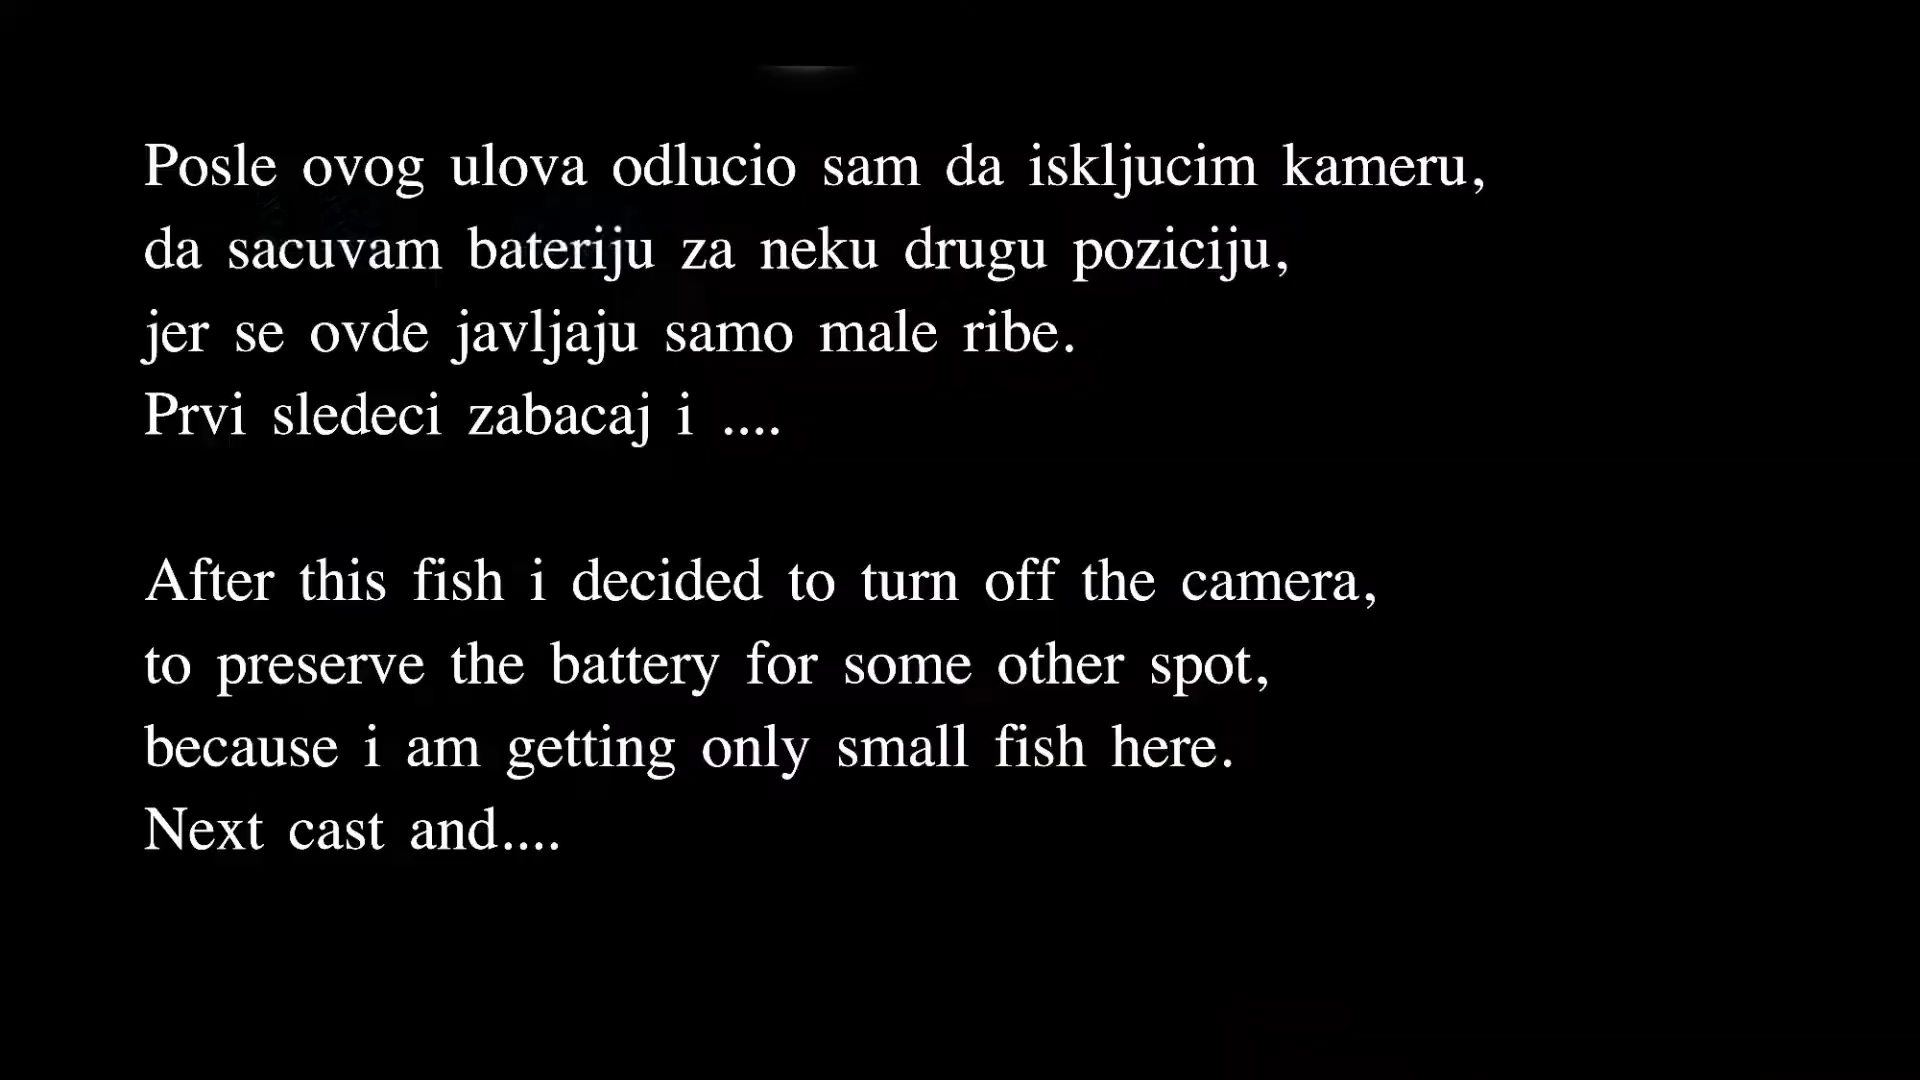 Posle ovog ulova odlucio sam da iskljucim kameru,
da sacuvam bateriju za neku drugu poziciju,
jer se ovde javljaju samo male ribe.
Prvi sledeci zabacaj i ....
After this fish i decided to turn off the camera,
to preserve the battery for some other spot,
because i am getting only small fish here.
Next cast and....